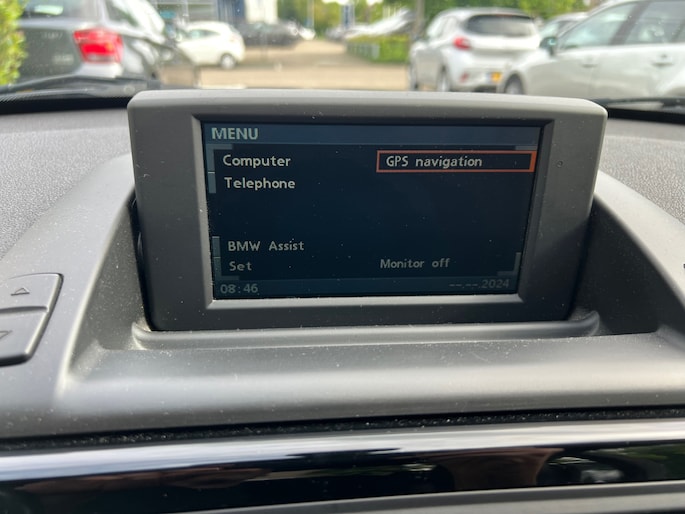 MENU
Computer GPS navigation
Telephone
BMW Assist
Set Monitor off
08:46 --.--.2024